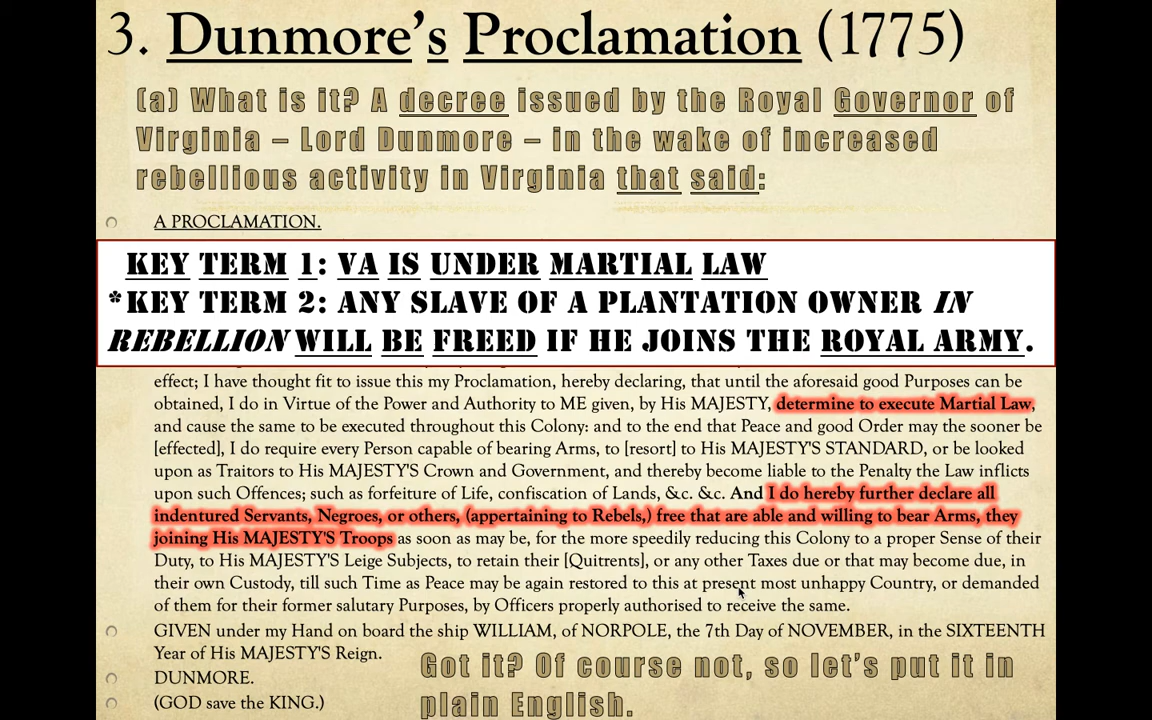 3. Dunmore's Proclamation (1775)
(a) What is it? A decree issued by the Royal Governor of
Virginia – Lord Dunmore – in the wake of increased
rebellious activity in Virginia that said:
A PROCLAMATION.
KEY TERM 1: VA IS UNDER MARTIAL LAW
*KEY TERM 2: ANY SLAVE OF A PLANTATION OWNER IN
REBELLION WILL BE FREED IF HE JOINS THE ROYAL ARMY.
effect; I have thought fit to issue this my Proclamation, hereby declaring, that until the aforesaid good Purposes can be
obtained, I do in Virtue of the Power and Authority to ME given, by His MAJESTY, determine to execute Martial Law,
and cause the same to be executed throughout this Colony: and to the end that Peace and good Order may the sooner be
[effected], I do require every Person capable of bearing Arms, to [resort] to His MAJESTY'S STANDARD, or be looked
upon as Traitors to His MAJESTY'S Crown and Government, and thereby become liable to the Penalty the Law inflicts
upon such Offences; such as forfeiture of Life, confiscation of Lands, &c. &c. And I do hereby further declare all
indentured Servants, Negroes, or others, (appertaining to Rebels,) free that are able and willing to bear Arms, they
joining His MAJESTY'S Troops as soon as may be, for the more speedily reducing this Colony to a proper Sense of their
Duty, to His MAJESTY'S Leige Subjects, to retain their [Quitrents], or any other Taxes due or that may become due, in
their own Custody, till such Time as Peace may be again restored to this at present most unhappy Country, or demanded
of them for their former salutary Purposes, by Officers properly authorised to receive the same.
GIVEN under my Hand on board the ship WILLIAM, of NORPOLE, the 7th Day of NOVEMBER, in the SIXTEENTH
Year of His MAJESTY'S Reign.
DUNMORE.
(GOD save the KING.)
Got it? Of course not, so let's put it in
plain English.